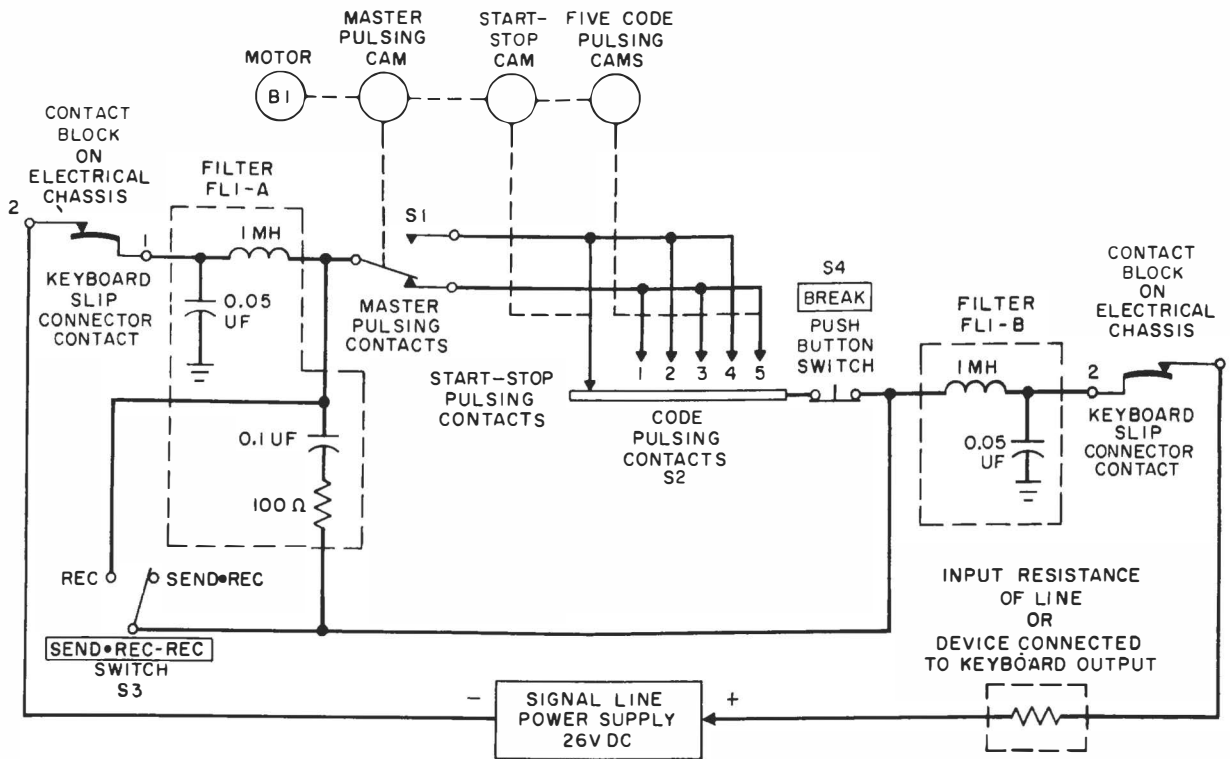 MASTER
PULSING
CAM
START-
STOP
CAM
FIVE CODE
PULSING
CAMS
MOTOR
B1
CONTACT
BLOCK
ON
ELECTRICAL
CHASSIS
2
1
KEYBOARD
SLIP
CONNECTOR
CONTACT
FILTER
FL1-A
1MH
0.05
UF
S1
MASTER
PULSING
CONTACTS
START-STOP
PULSING
CONTACTS
1 2 3 4 5
CODE
PULSING
CONTACTS
S2
S4
BREAK
PUSH
BUTTON
SWITCH
FILTER
FL1-B
1MH
0.05
UF
2
CONTACT
BLOCK
ON
ELECTRICAL
CHASSIS
KEYBOARD
SLIP
CONNECTOR
CONTACT
0.1UF
100Ω
REC
SEND•REC
SEND•REC-REC
SWITCH
S3
INPUT RESISTANCE
OF LINE
OR
DEVICE CONNECTED
TO KEYBOARD OUTPUT
-
SIGNAL LINE
POWER SUPPLY
26V DC
+